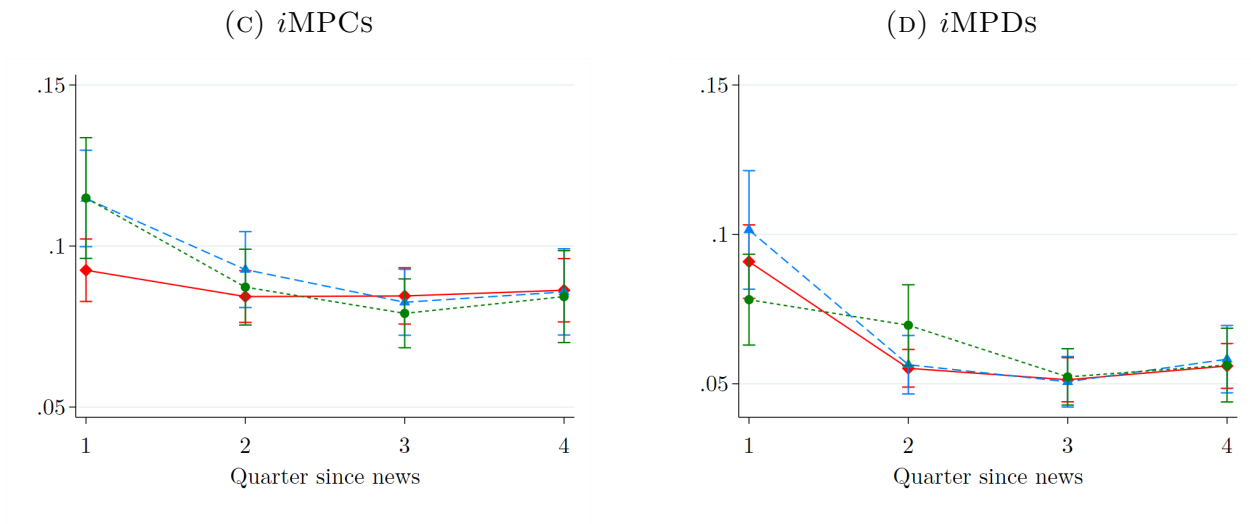 (C) iMPCs
.15
.1
.05
1 2 3 4
Quarter since news
(D) iMPDs
.15
.1
.05
1 2 3 4
Quarter since news